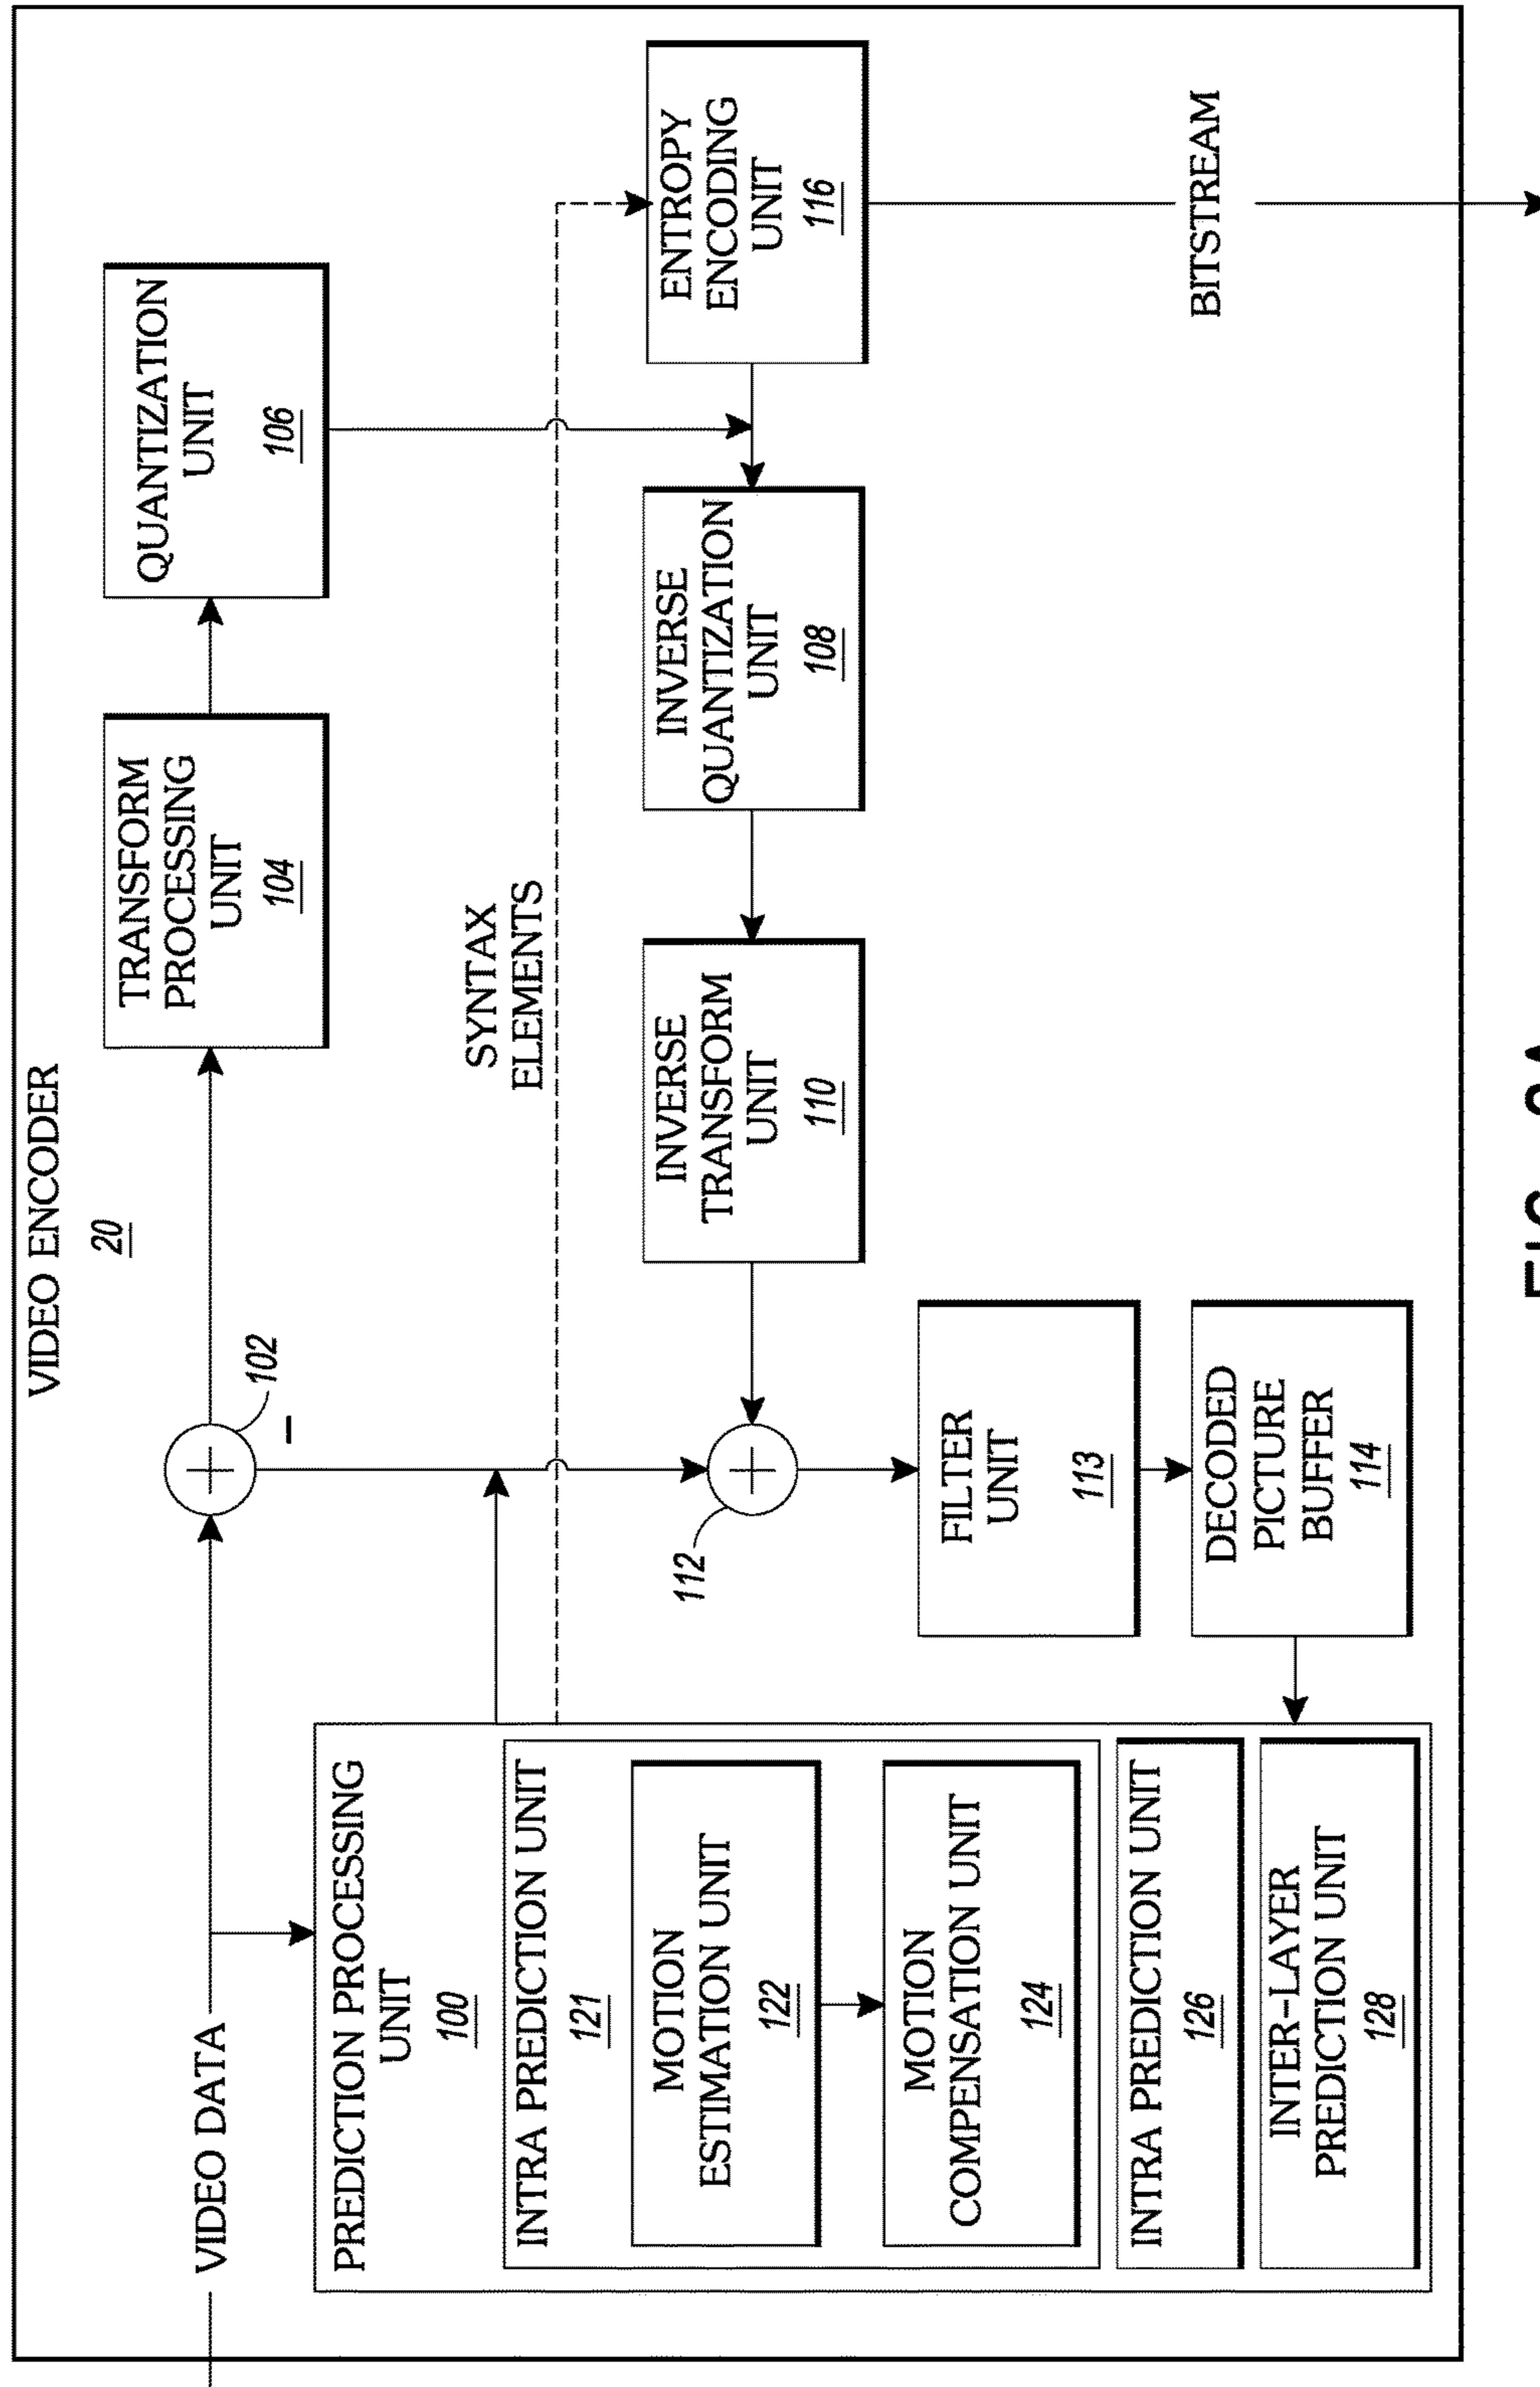 VIDEO ENCODER
20
VIDEO DATA
102
TRANSFORM
PROCESSING
UNIT
104
QUANTIZATION
UNIT
106
PREDICTION PROCESSING
UNIT
100
INTRA PREDICTION UNIT
121
MOTION
ESTIMATION UNIT
122
MOTION
COMPENSATION UNIT
124
INTRA PREDICTION UNIT
126
INTER-LAYER
PREDICTION UNIT
128
SYNTAX
ELEMENTS
112
INVERSE
TRANSFORM
UNIT
110
INVERSE
QUANTIZATION
UNIT
108
ENTROPY
ENCODING
UNIT
116
FILTER
UNIT
113
DECODED
PICTURE
BUFFER
114
BITSTREAM